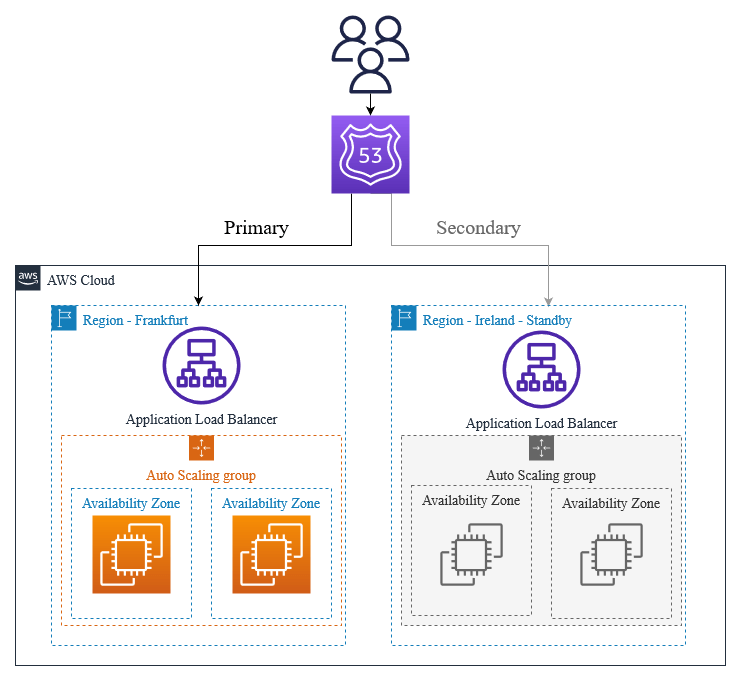 53
Primary
Secondary
aws
AWS Cloud
Region - Frankfurt
Region - Ireland - Standby
Application Load Balancer
Application Load Balancer
Auto Scaling group
Auto Scaling group
Availability Zone
Availability Zone
Availability Zone
Availability Zone